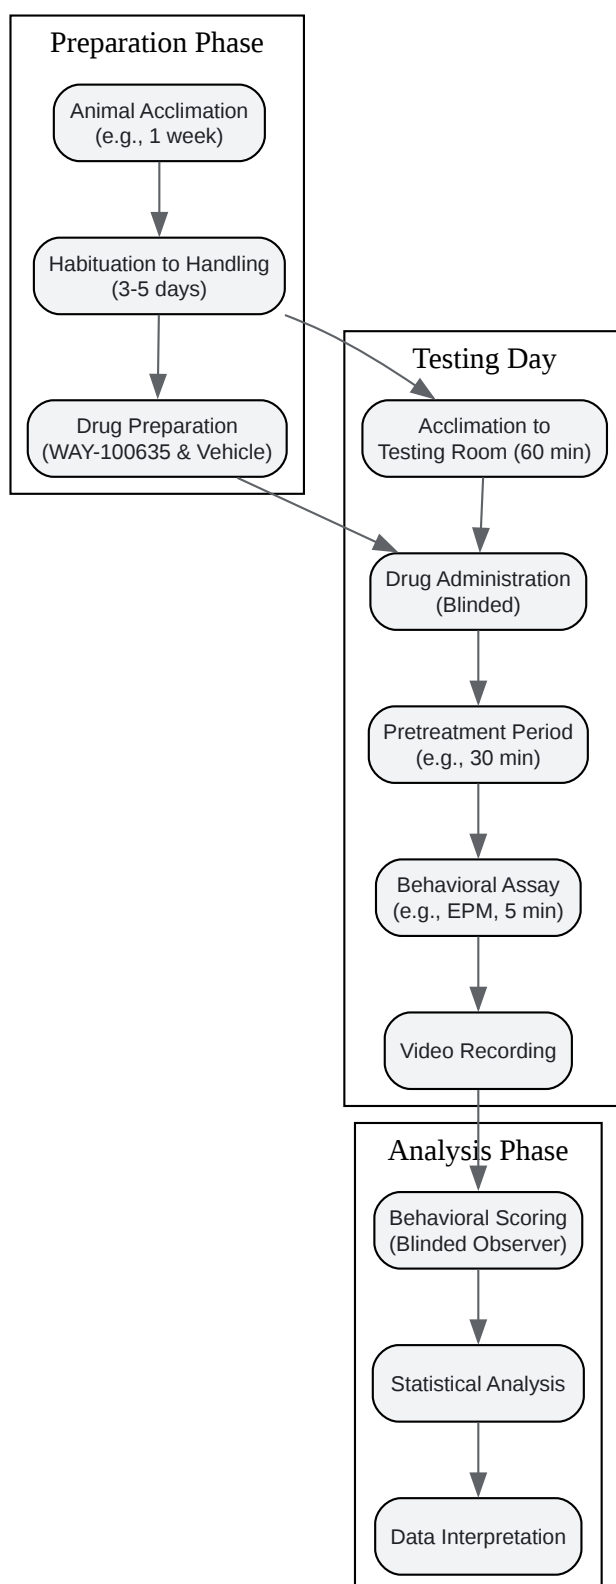 Preparation Phase
Animal Acclimation
(e.g., 1 week)
Habituation to Handling
(3-5 days)
Drug Preparation
(WAY-100635 & Vehicle)
Testing Day
Acclimation to
Testing Room (60 min)
Drug Administration
(Blinded)
Pretreatment Period
(e.g., 30 min)
Behavioral Assay
(e.g., EPM, 5 min)
Video Recording
Analysis Phase
Behavioral Scoring
(Blinded Observer)
Statistical Analysis
Data Interpretation